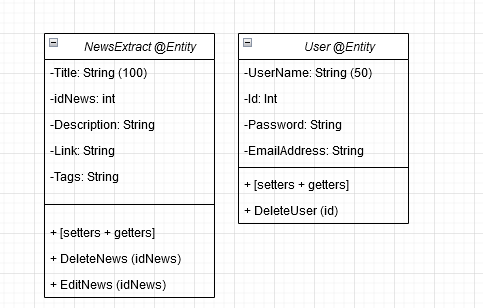 NewsExtract @Entity
-Title: String (100)
-idNews: int
-Description: String
-Link: String
-Tags: String
+ [setters + getters]
+ DeleteNews (idNews)
+ EditNews (idNews)
User @Entity
-UserName: String (50)
-Id: Int
-Password: String
-EmailAddress: String
+ [setters + getters]
+ DeleteUser (id)